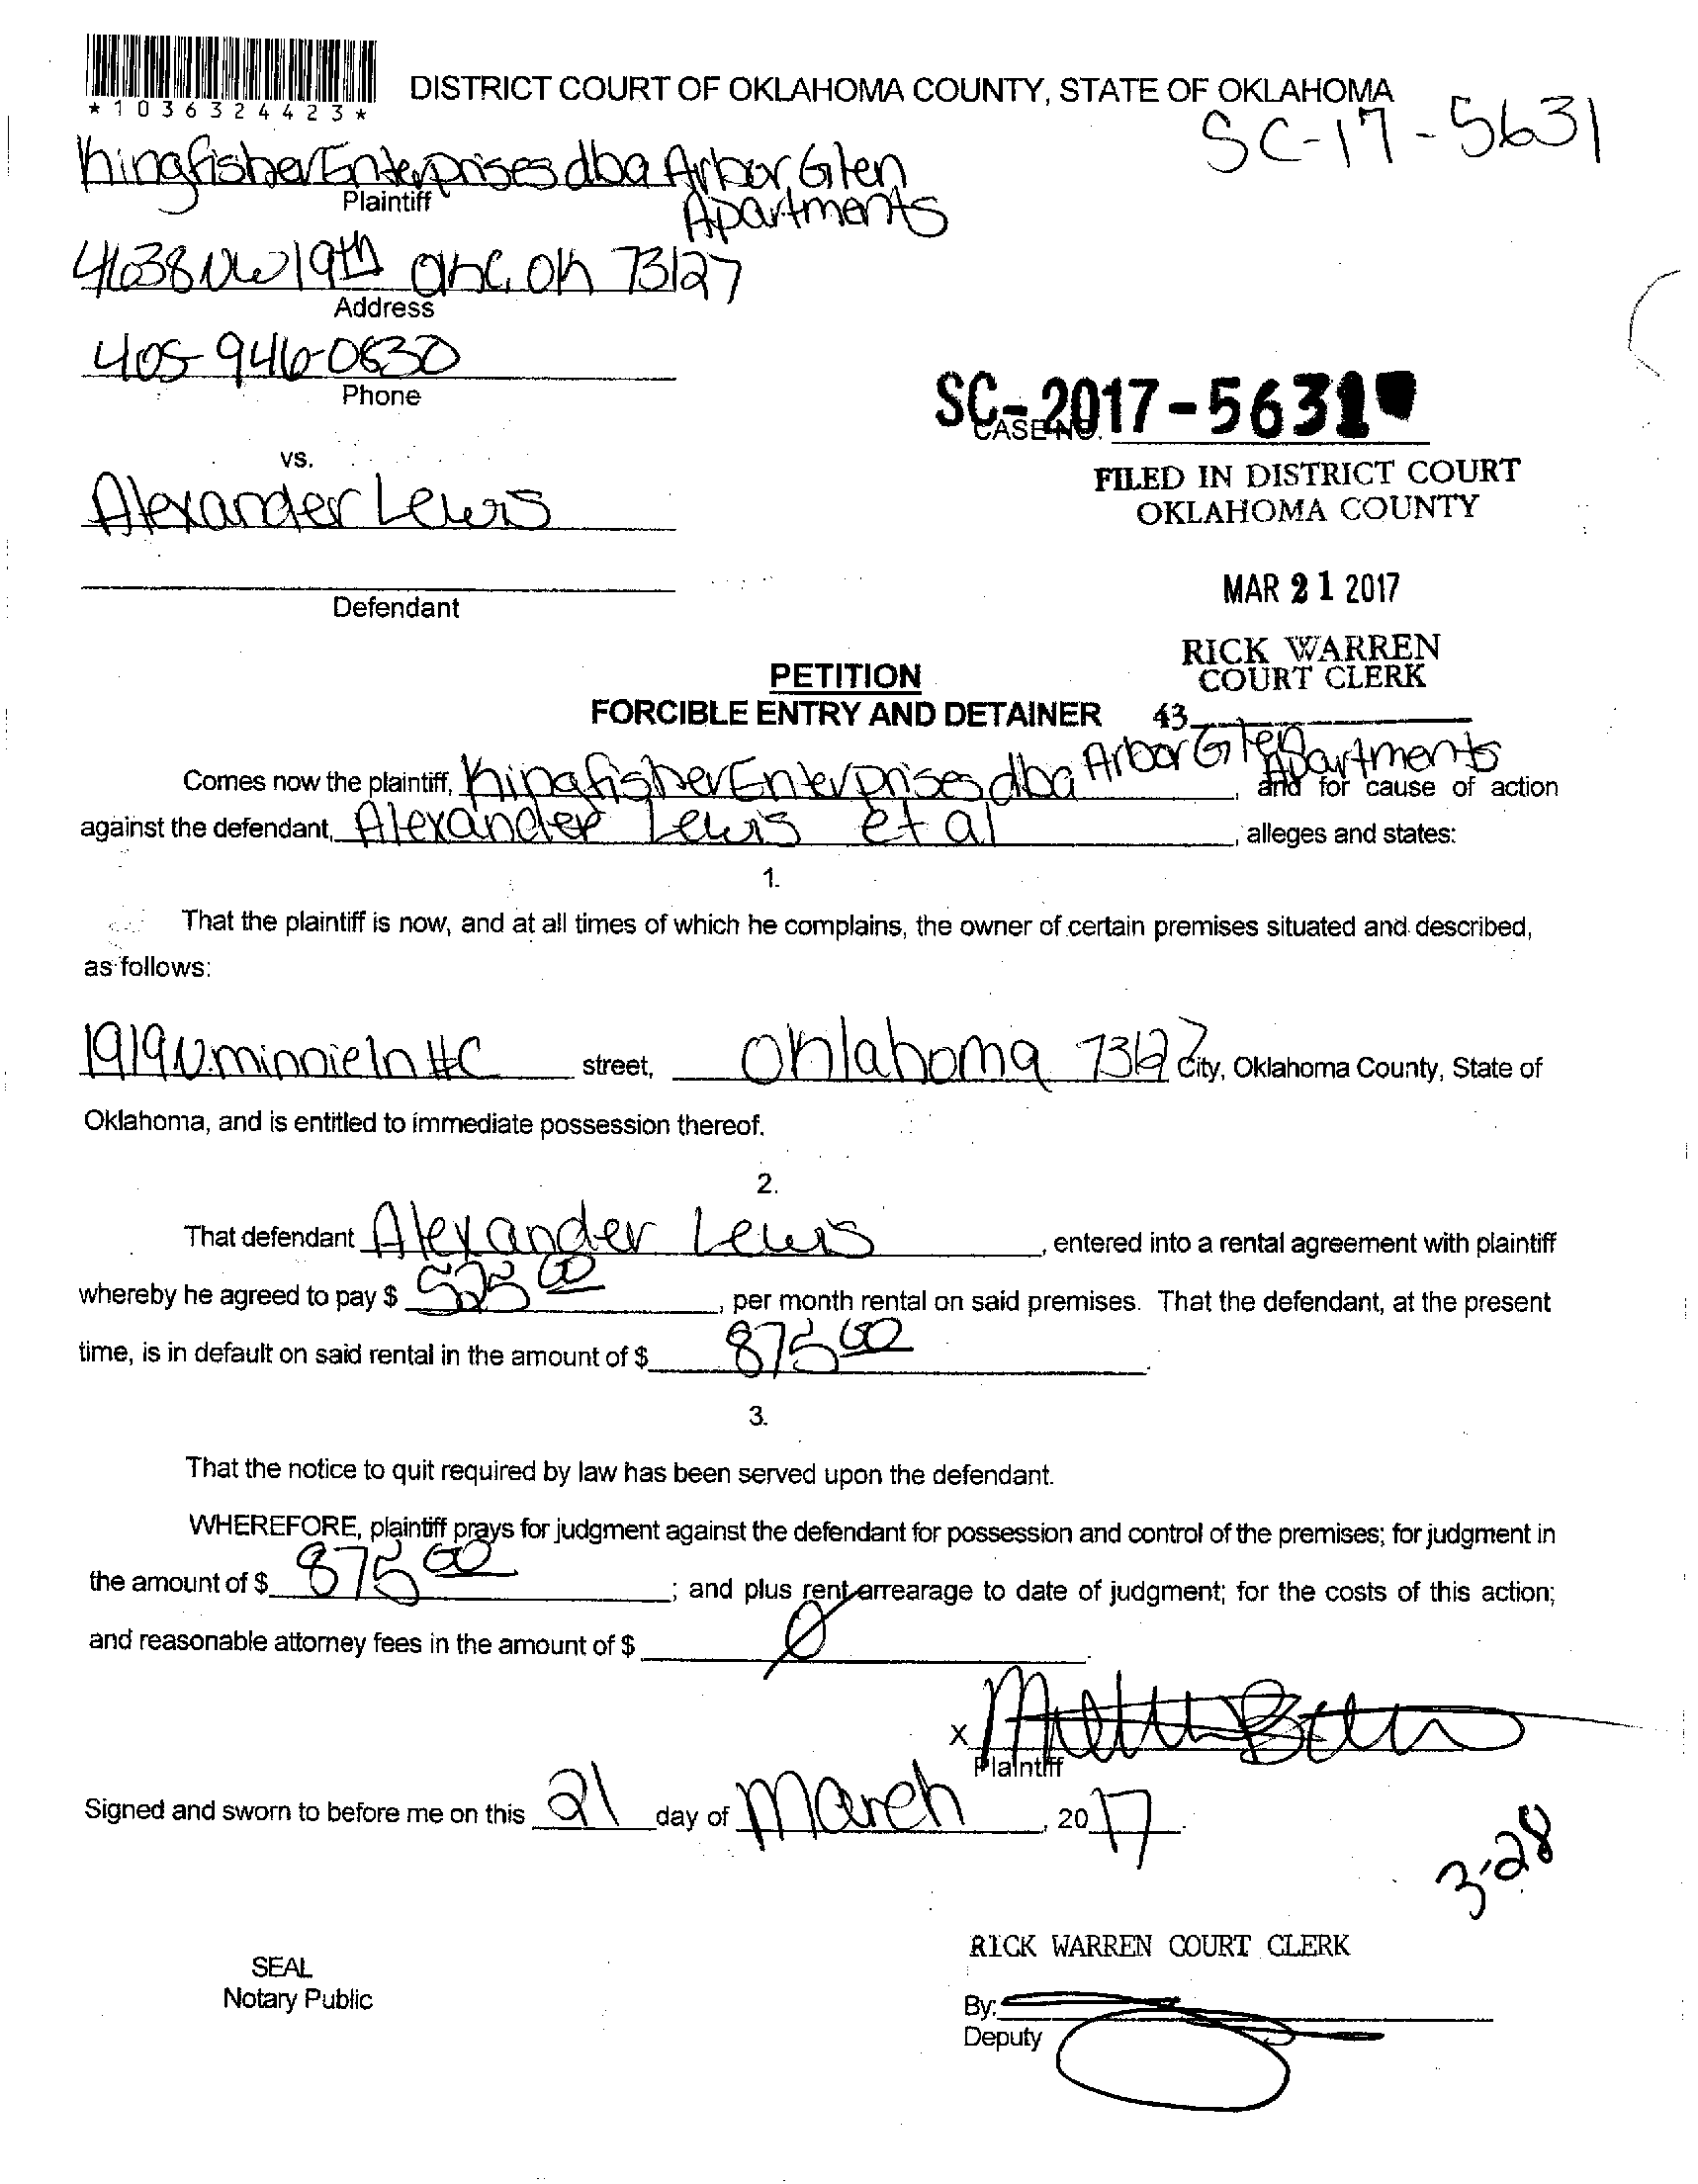 *1036324423*
DISTRICT COURT OF OKLAHOMA COUNTY, STATE OF OKLAHOMA
SC-17-5631
Kingfisher Enterprises dba Arbor Glen
Apartments
Plaintiff
4638 NW 19th OKC, OK 73127
Address
405-946-0630
Phone
SC-2017-5631
CASE NO.
vs.
Alexander Lewis
FILED IN DISTRICT COURT
OKLAHOMA COUNTY
Defendant
MAR 21 2017
RICK WARREN
COURT CLERK
43
PETITION
FORCIBLE ENTRY AND DETAINER
Comes now the plaintiff, Kingfisher Enterprises dba Arbor Glen Apartments, and for cause of action
against the defendant, Alexander Lewis et al, alleges and states:
1.
That the plaintiff is now, and at all times of which he complains, the owner of certain premises situated and described,
as follows:
1919 N. minnie ln #C street, Oklahoma 73127 City, Oklahoma County, State of
Oklahoma, and is entitled to immediate possession thereof.
2.
That defendant Alexander Lewis, entered into a rental agreement with plaintiff
whereby he agreed to pay $ 525 00, per month rental on said premises. That the defendant, at the present
time, is in default on said rental in the amount of $ 875 00.
3.
That the notice to quit required by law has been served upon the defendant.
WHEREFORE, plaintiff prays for judgment against the defendant for possession and control of the premises; for judgment in
the amount of $ 875 00; and plus rent arrearage to date of judgment; for the costs of this action;
and reasonable attorney fees in the amount of $ 0.
X
Plaintiff
Signed and sworn to before me on this 21 day of March, 2017.
3-28
RICK WARREN COURT CLERK
SEAL
Notary Public
By:
Deputy